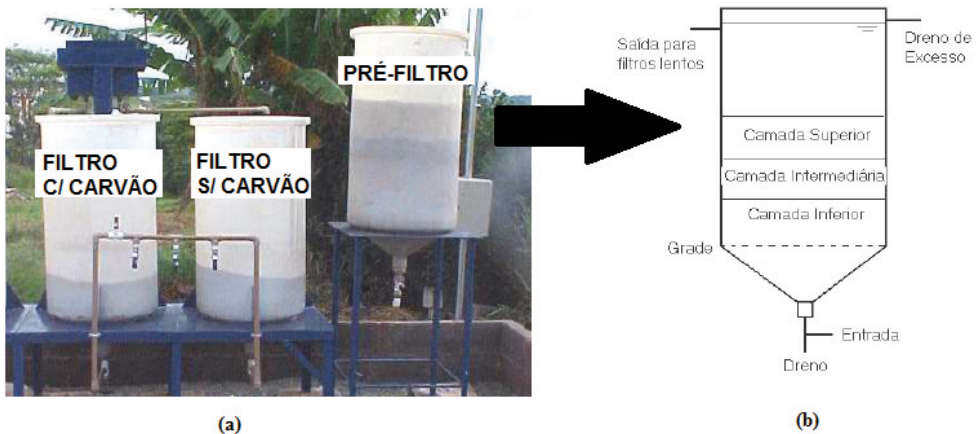 FILTRO
C/ CARVÃO
FILTRO
S/ CARVÃO
PRÉ-FILTRO
Saída para
filtros lentos
Dreno de
Excesso
Camada Superior
Camada Intermediária
Camada Inferior
Grade
Entrada
Dreno
(a)
(b)